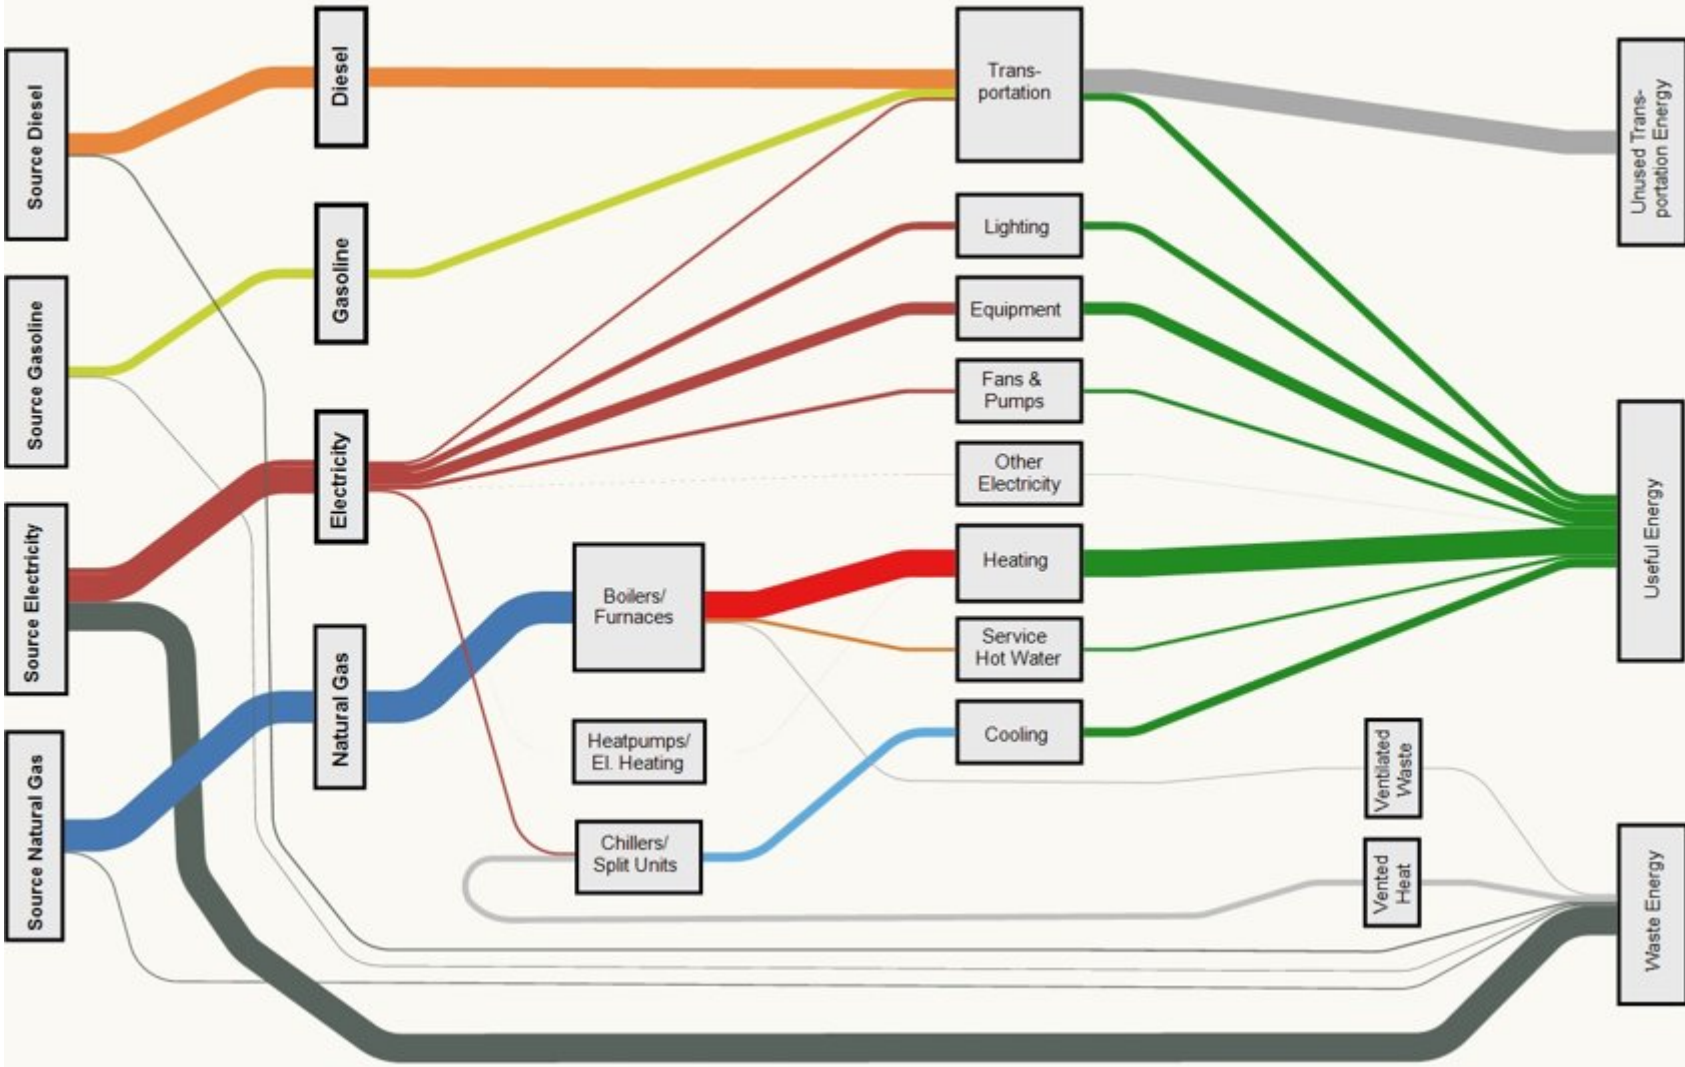 Source Diesel
Source Gasoline
Source Electricity
Source Natural Gas
Diesel
Gasoline
Electricity
Natural Gas
Boilers/
Furnaces
Heatpumps/
El. Heating
Chillers/
Split Units
Trans-
portation
Lighting
Equipment
Fans &
Pumps
Other
Electricity
Heating
Service
Hot Water
Cooling
Ventilated
Waste
Vented
Heat
Unused Trans-
portation Energy
Useful Energy
Waste Energy